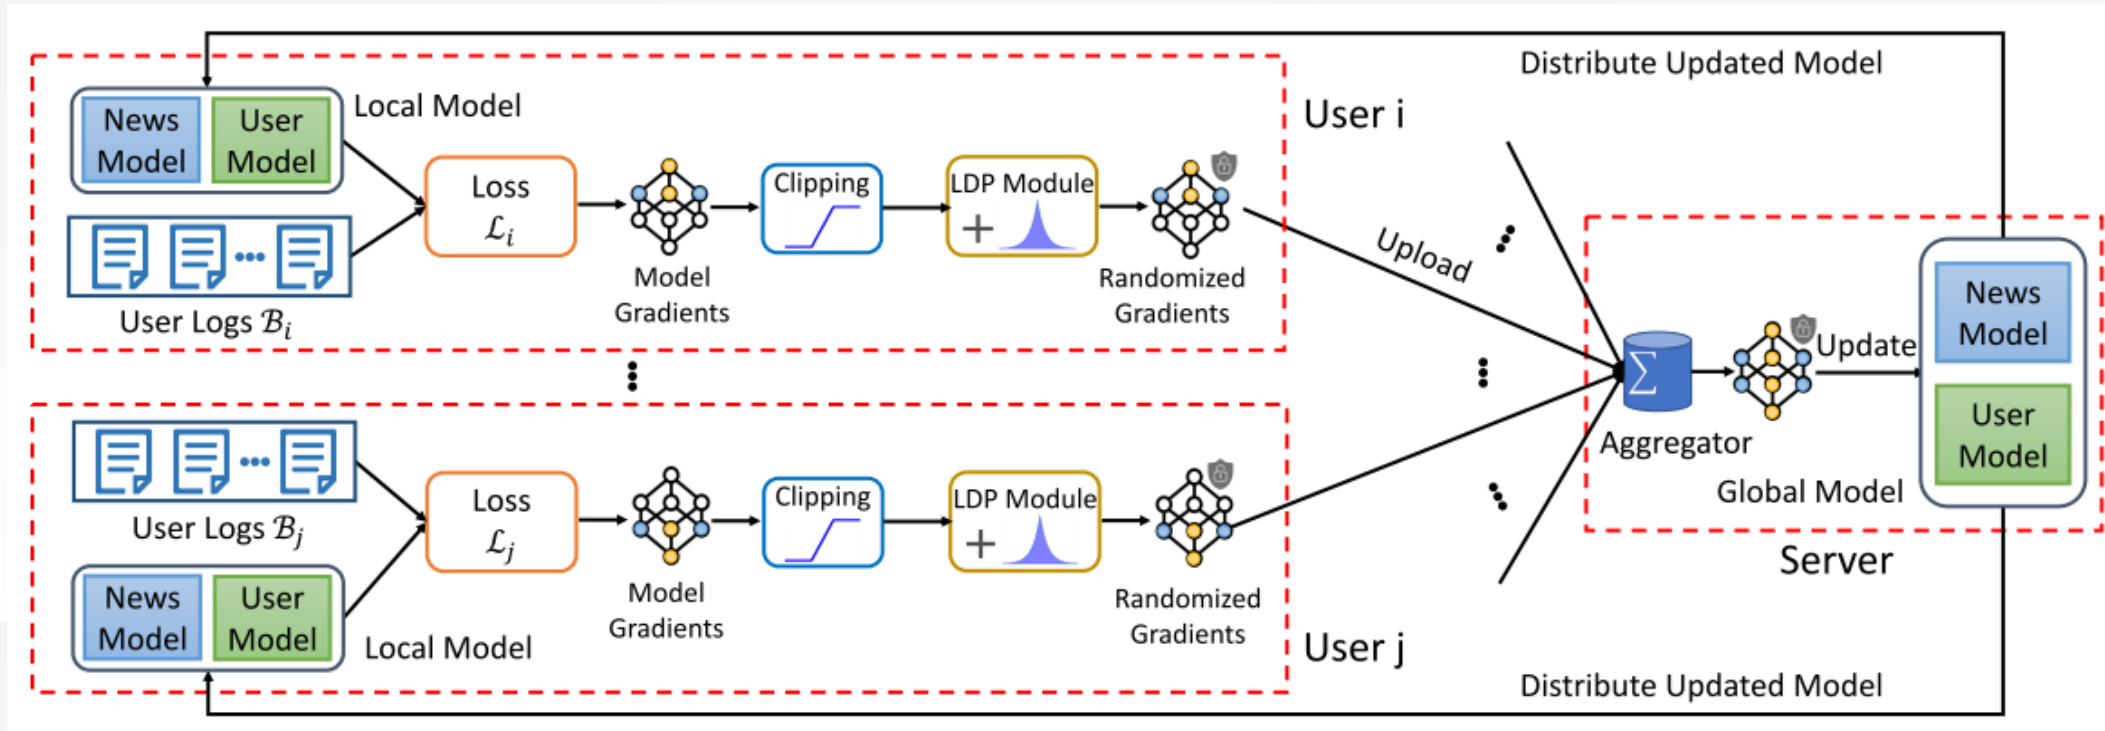 Distribute Updated Model
News
Model
User
Model
Local Model
User i
Loss
ℒᵢ
Clipping
LDP Module
+
Model
Gradients
Randomized
Gradients
User Logs ℬᵢ
Upload
User Logs ℬⱼ
Loss
ℒⱼ
Clipping
LDP Module
+
Model
Gradients
Randomized
Gradients
News
Model
User
Model
Local Model
User j
∑
Aggregator
Update
News
Model
User
Model
Global Model
Server
Distribute Updated Model